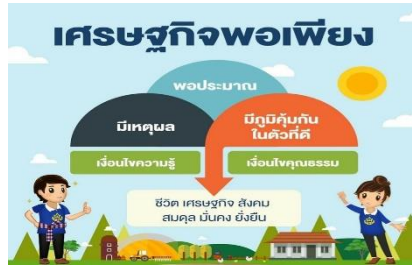 เศรษฐกิจพอเพียง
พอประมาณ
มีเหตุผล
มีภูมิคุ้มกัน
ในตัวที่ดี
เงื่อนไขความรู้
เงื่อนไขคุณธรรม
ชีวิต เศรษฐกิจ สังคม
สมดุล มั่นคง ยั่งยืน